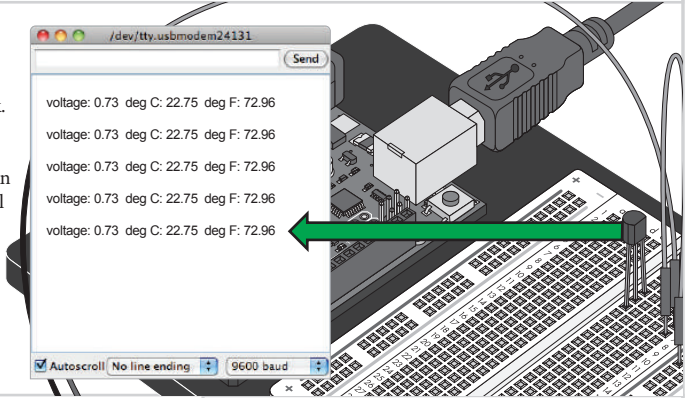 /dev/tty.usbmodem24131
Send
voltage: 0.73 deg C: 22.75 deg F: 72.96
voltage: 0.73 deg C: 22.75 deg F: 72.96
voltage: 0.73 deg C: 22.75 deg F: 72.96
n
l
voltage: 0.73 deg C: 22.75 deg F: 72.96
voltage: 0.73 deg C: 22.75 deg F: 72.96
Autoscroll No line ending 9600 baud